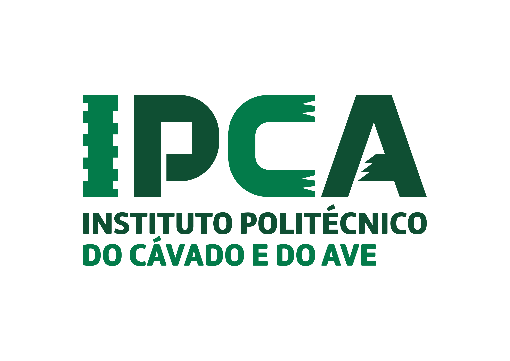 IPCA
INSTITUTO POLITÉCNICO
DO CÁVADO E DO AVE